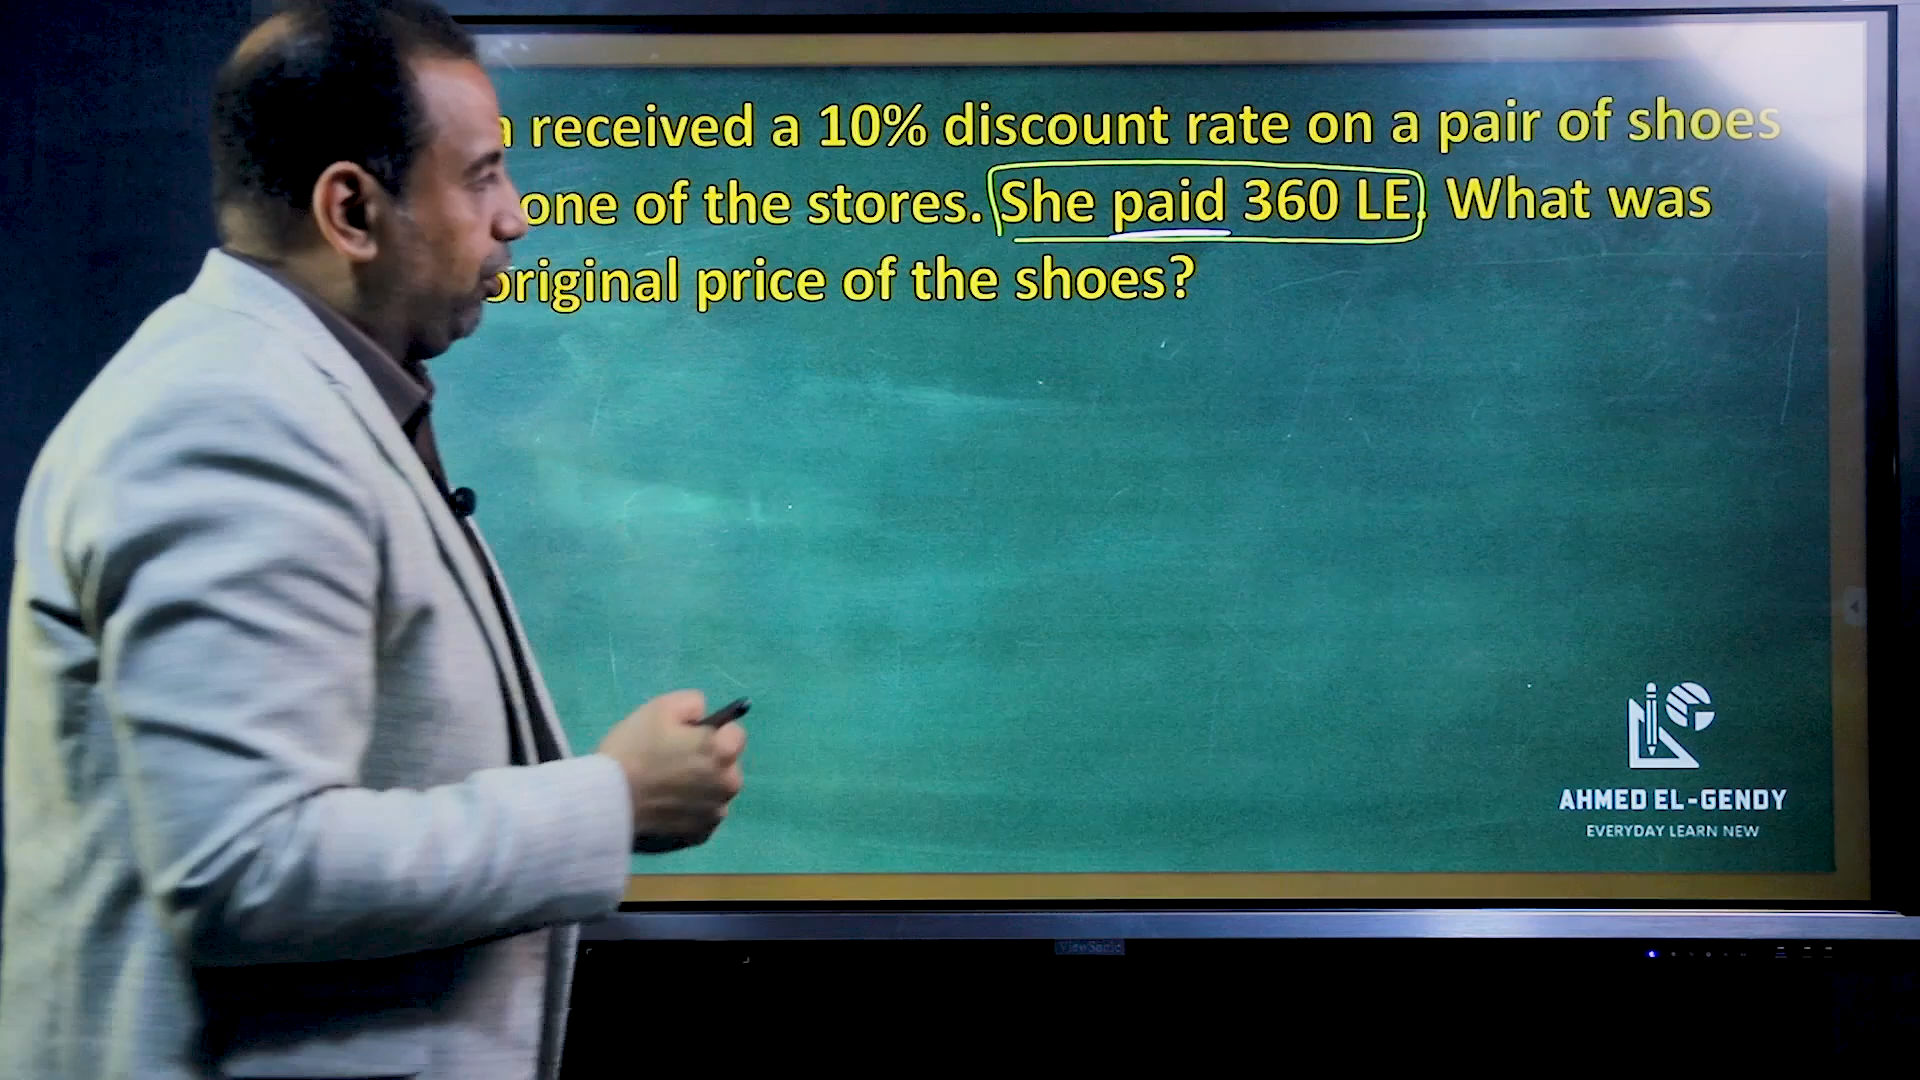 received a 10% discount rate on a pair of shoes
one of the stores. She paid 360 LE. What was
original price of the shoes?
AHMED EL-GENDY
EVERYDAY LEARN NEW
ViewSonic